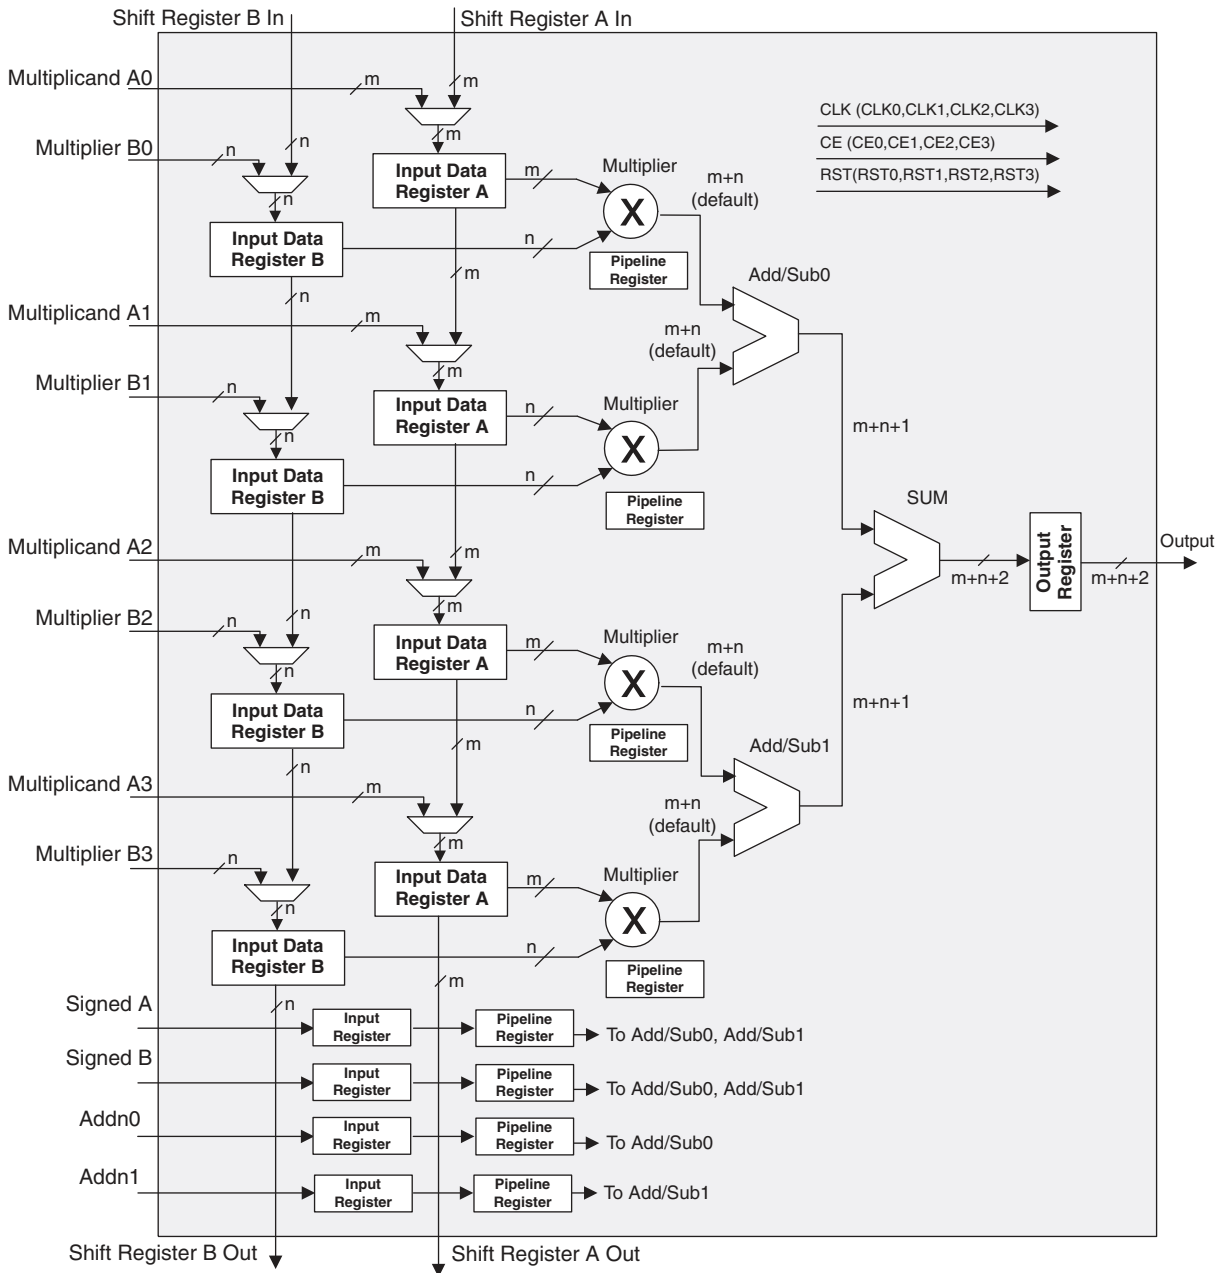 Shift Register B In
Shift Register A In
Multiplicand A0
m
m
CLK (CLK0,CLK1,CLK2,CLK3)
CE (CE0,CE1,CE2,CE3)
RST(RST0,RST1,RST2,RST3)
Multiplier B0
n
n
m
Input Data
Register A
m
Multiplier
m+n
(default)
X
n
Input Data
Register B
n
Pipeline
Register
m
n
Add/Sub0
Multiplicand A1
m
m+n
(default)
m
Multiplier B1
n
Input Data
Register A
n
Multiplier
X
m+n+1
n
Input Data
Register B
n
Pipeline
Register
SUM
Multiplicand A2
m
m
m+n+2
Output
Register
m+n+2
Output
m
Multiplier B2
n
n
Input Data
Register A
m
Multiplier
m+n
(default)
X
n
Input Data
Register B
n
m+n+1
Pipeline
Register
m
n
Add/Sub1
Multiplicand A3
m
m+n
(default)
m
Multiplier B3
n
Input Data
Register A
m
Multiplier
X
n
Input Data
Register B
n
Pipeline
Register
m
n
Signed A
Input
Register
Pipeline
Register
To Add/Sub0, Add/Sub1
Signed B
Input
Register
Pipeline
Register
To Add/Sub0, Add/Sub1
Addn0
Input
Register
Pipeline
Register
To Add/Sub0
Addn1
Input
Register
Pipeline
Register
To Add/Sub1
Shift Register B Out
Shift Register A Out